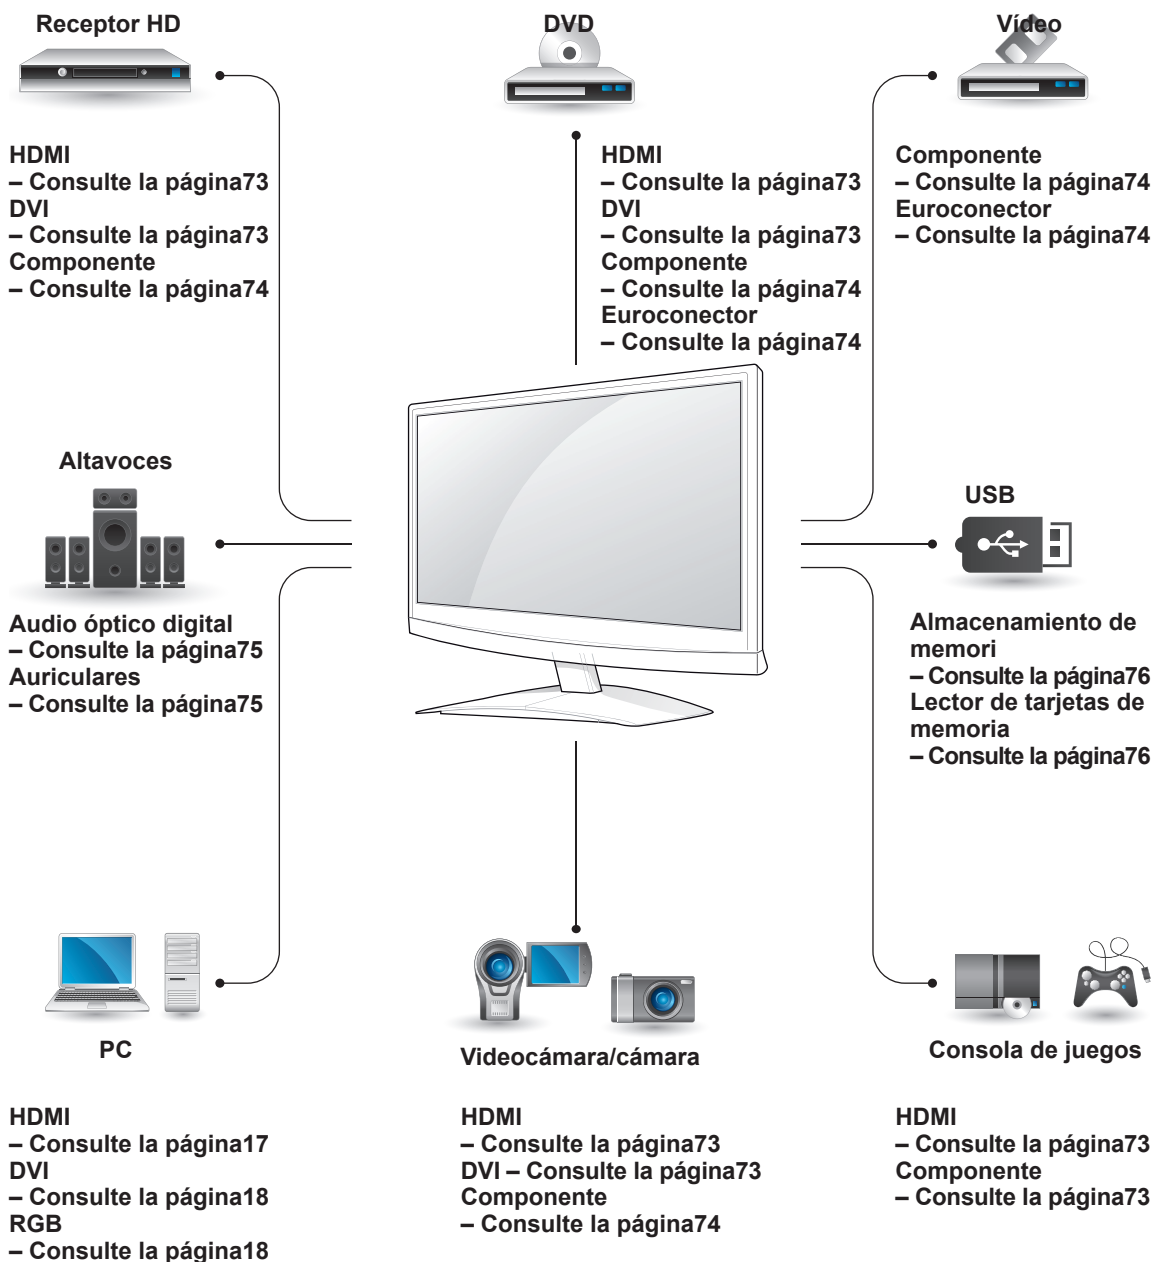 Receptor HD
HDMI
– Consulte la página73
DVI
– Consulte la página73
Componente
– Consulte la página74
DVD
HDMI
– Consulte la página73
DVI
– Consulte la página73
Componente
– Consulte la página74
Euroconector
– Consulte la página74
Vídeo
Componente
– Consulte la página74
Euroconector
– Consulte la página74
Altavoces
Audio óptico digital
– Consulte la página75
Auriculares
– Consulte la página75
USB
Almacenamiento de
memori
– Consulte la página76
Lector de tarjetas de
memoria
– Consulte la página76
PC
HDMI
– Consulte la página17
DVI
– Consulte la página18
RGB
– Consulte la página18
Videocámara/cámara
HDMI
– Consulte la página73
DVI – Consulte la página73
Componente
– Consulte la página74
Consola de juegos
HDMI
– Consulte la página73
Componente
– Consulte la página73